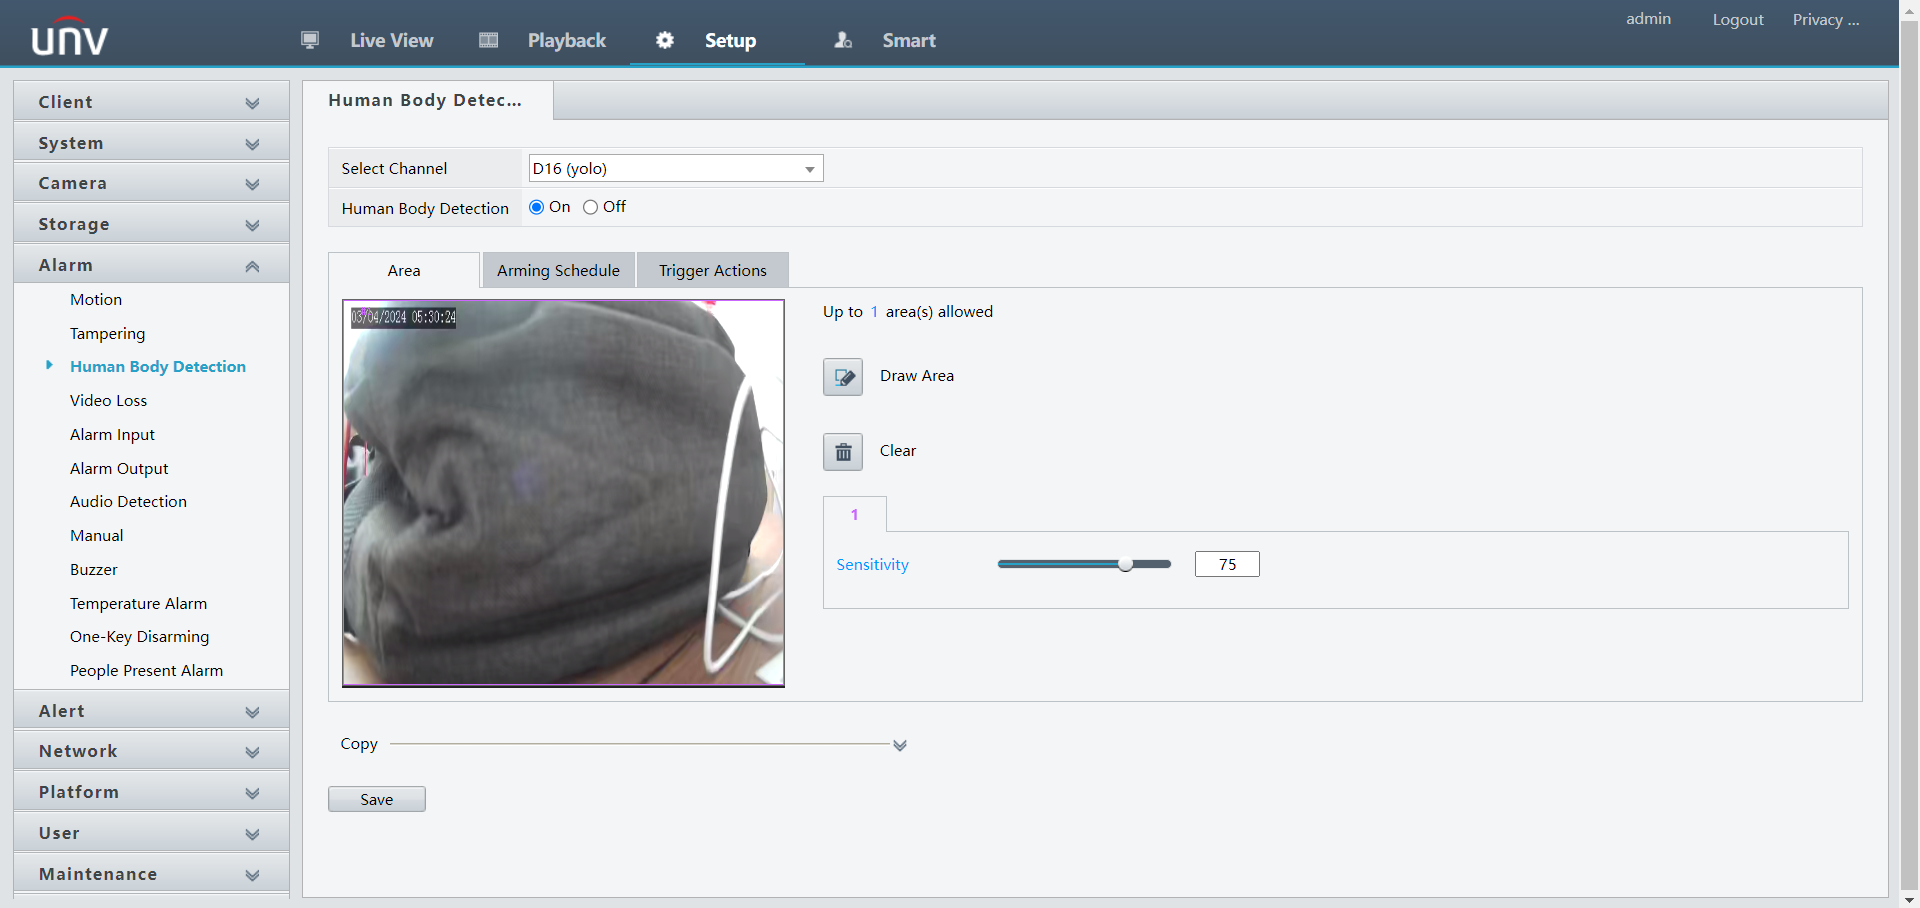 unv
Live View
Playback
Setup
Smart
admin
Logout
Privacy ...
Client
System
Camera
Storage
Alarm
Motion
Tampering
Human Body Detection
Video Loss
Alarm Input
Alarm Output
Audio Detection
Manual
Buzzer
Temperature Alarm
One-Key Disarming
People Present Alarm
Alert
Network
Platform
User
Maintenance
Human Body Detec...
Select Channel
D16 (yolo)
Human Body Detection
On
Off
Area
Arming Schedule
Trigger Actions
03/04/2024 05:30:24
Up to 1 area(s) allowed
Draw Area
Clear
1
Sensitivity
75
Copy
Save